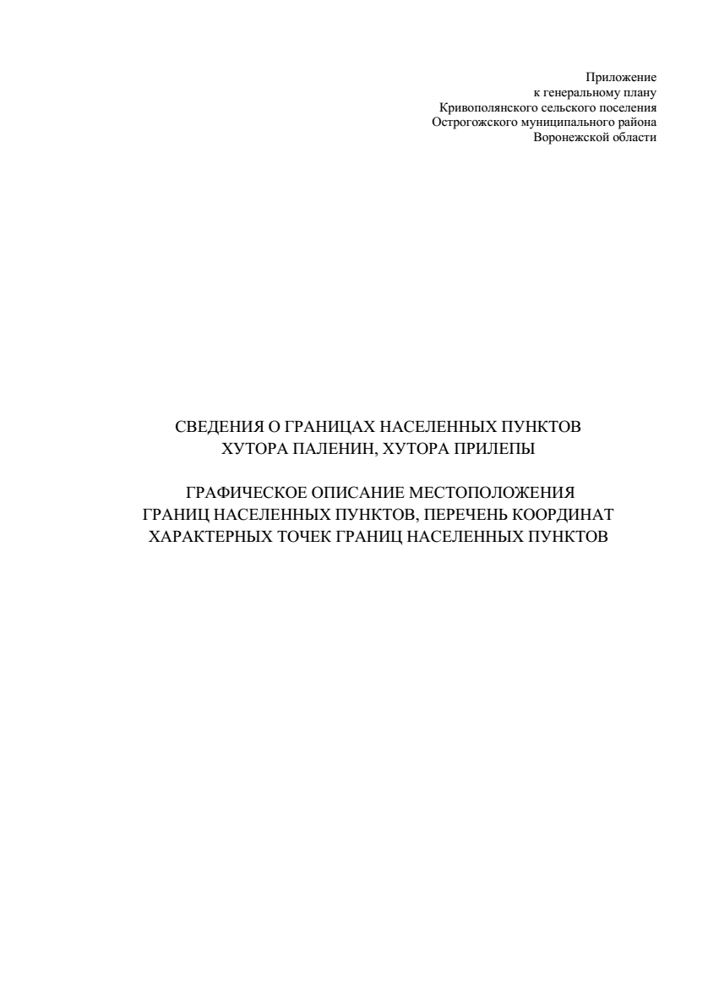 Приложение
к генеральному плану
Кривополянского сельского поселения
Острогожского муниципального района
Воронежской области
СВЕДЕНИЯ О ГРАНИЦАХ НАСЕЛЕННЫХ ПУНКТОВ
ХУТОРА ПАЛЕНИН, ХУТОРА ПРИЛЕПЫ
ГРАФИЧЕСКОЕ ОПИСАНИЕ МЕСТОПОЛОЖЕНИЯ
ГРАНИЦ НАСЕЛЕННЫХ ПУНКТОВ, ПЕРЕЧЕНЬ КООРДИНАТ
ХАРАКТЕРНЫХ ТОЧЕК ГРАНИЦ НАСЕЛЕННЫХ ПУНКТОВ